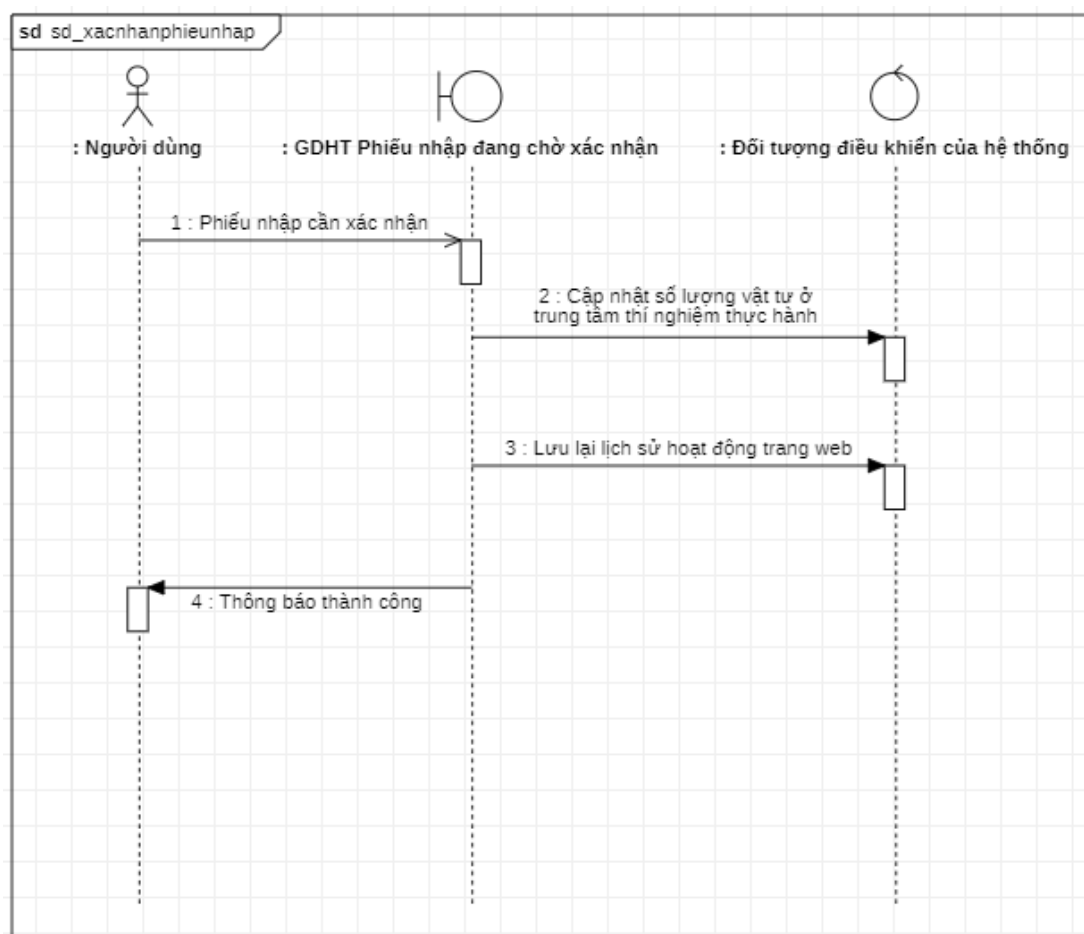 sd sd_xacnhanphieunhap
: Người dùng
: GDHT Phiếu nhập đang chờ xác nhận
: Đối tượng điều khiển của hệ thống
1 : Phiếu nhập cần xác nhận
2 : Cập nhật số lượng vật tư ở
trung tâm thí nghiệm thực hành
3 : Lưu lại lịch sử hoạt động trang web
4 : Thông báo thành công